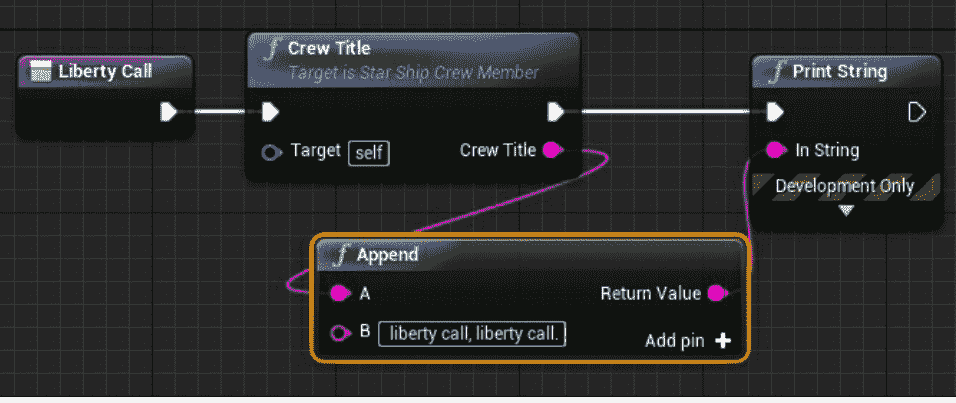 Liberty Call
f Crew Title
Target is Star Ship Crew Member
Target self
Crew Title
f Print String
In String
Development Only
f Append
A
Return Value
B liberty call, liberty call.
Add pin +